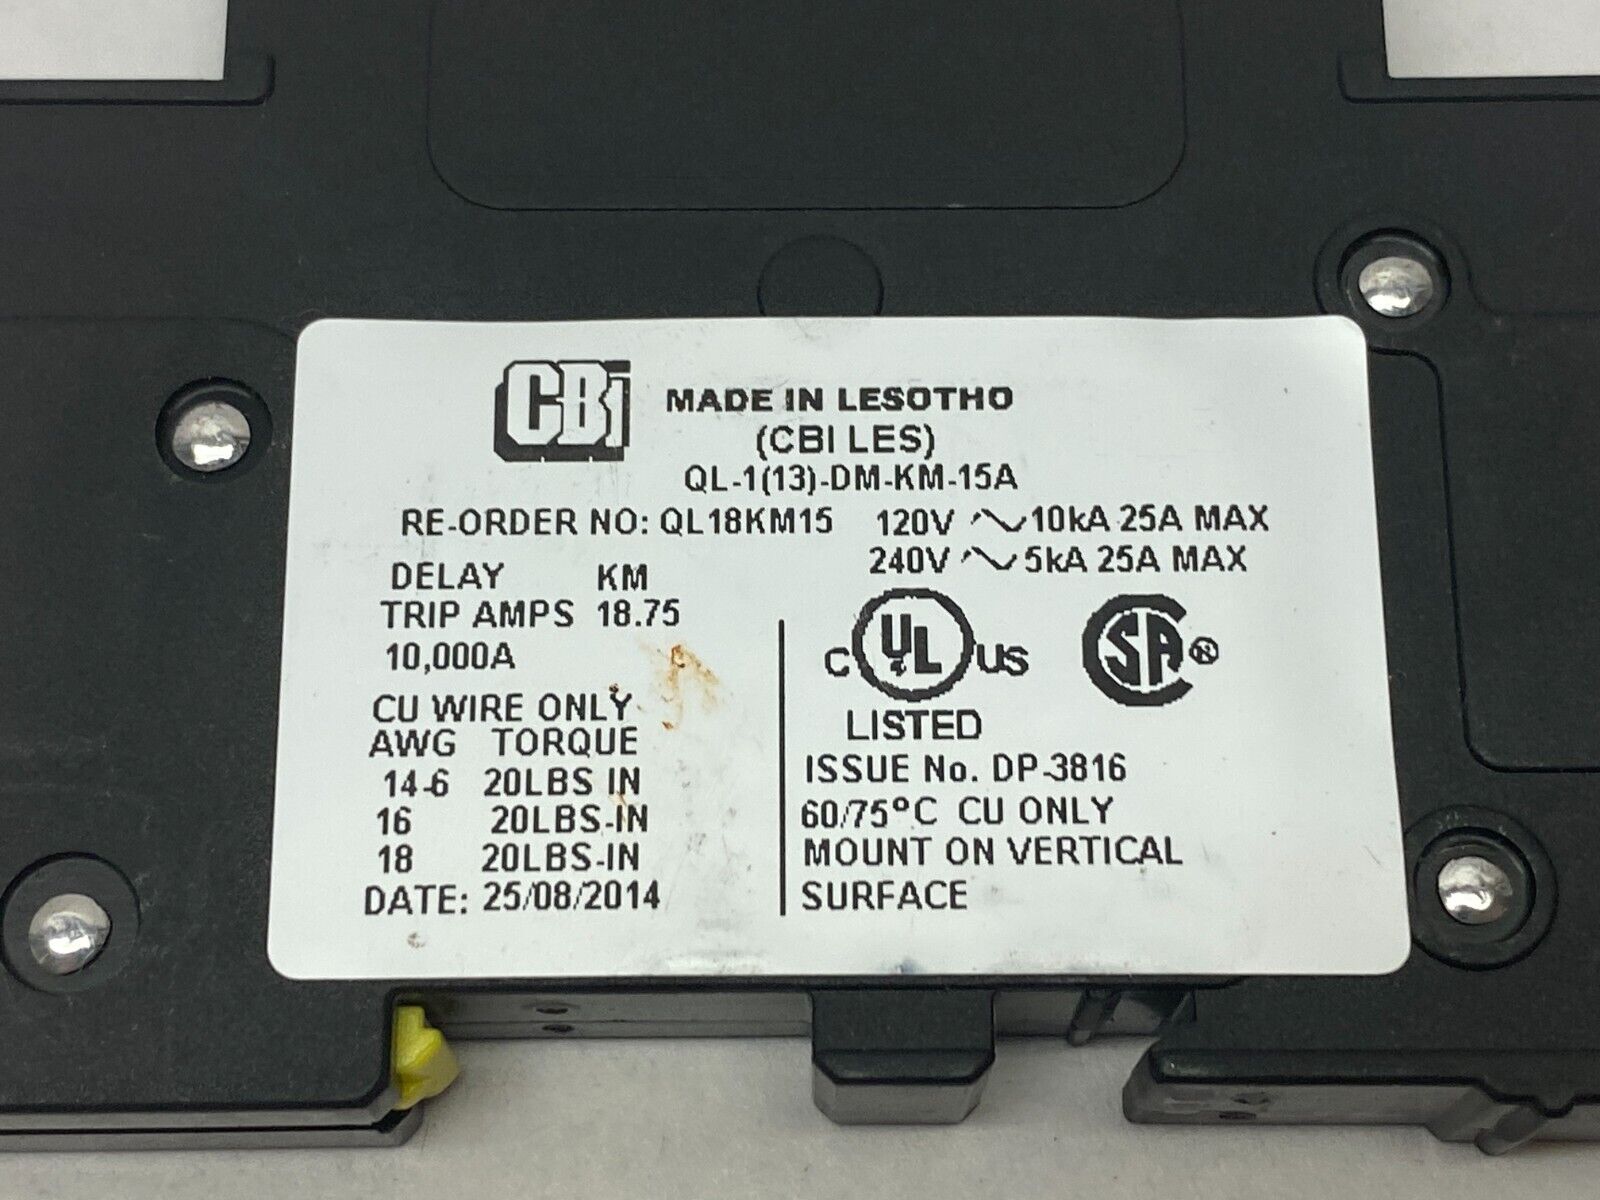 CBi MADE IN LESOTHO
(CBI LES)
QL-1(13)-DM-KM-15A
RE-ORDER NO: QL18KM15 120V ∿ 10kA 25A MAX
240V ∿ 5kA 25A MAX
DELAY KM
TRIP AMPS 18.75
10,000A
CU WIRE ONLY
AWG TORQUE
14-6 20LBS IN
16 20LBS-IN
18 20LBS-IN
DATE: 25/08/2014
C UL US
LISTED
SA®
ISSUE No. DP-3816
60/75°C CU ONLY
MOUNT ON VERTICAL
SURFACE